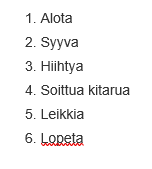 1. Alota
2. Syyva
3. Hiihtya
4. Soittua kitarua
5. Leikkia
6. Lopeta